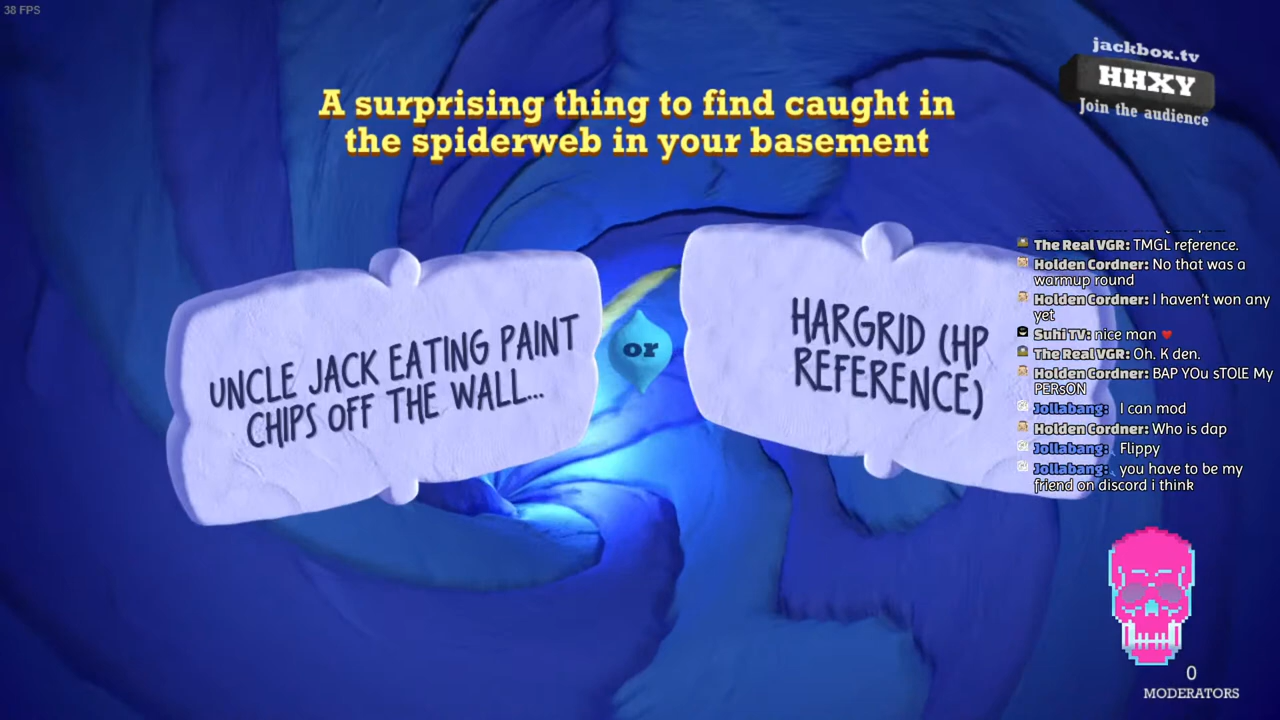 38 FPS
jackbox.tv
HHXY
Join the audience
A surprising thing to find caught in
the spiderweb in your basement
UNCLE JACK EATING PAINT
CHIPS OFF THE WALL...
or
HARGRID (HP
REFERENCE)
The Real VGR: TMGL reference.
Holden Cordner: No that was a
warmup round
Holden Cordner: I haven't won any
yet
Suhi TV: nice man ❤️
The Real VGR: Oh. K den.
Holden Cordner: BAP YOu sTOlE My
PERsON
Jollabang: I can mod
Holden Cordner: Who is dap
Jollabang: Flippy
Jollabang: you have to be my
friend on discord i think
0
MODERATORS